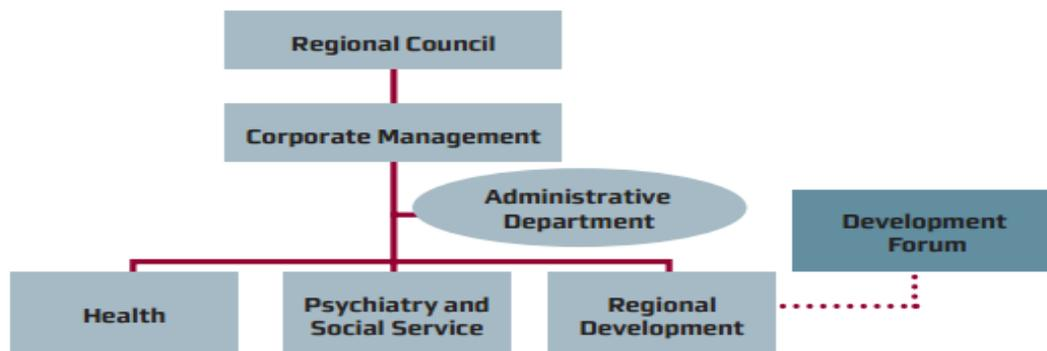 Regional Council
Corporate Management
Administrative
Department
Development
Forum
Health
Psychiatry and
Social Service
Regional
Development